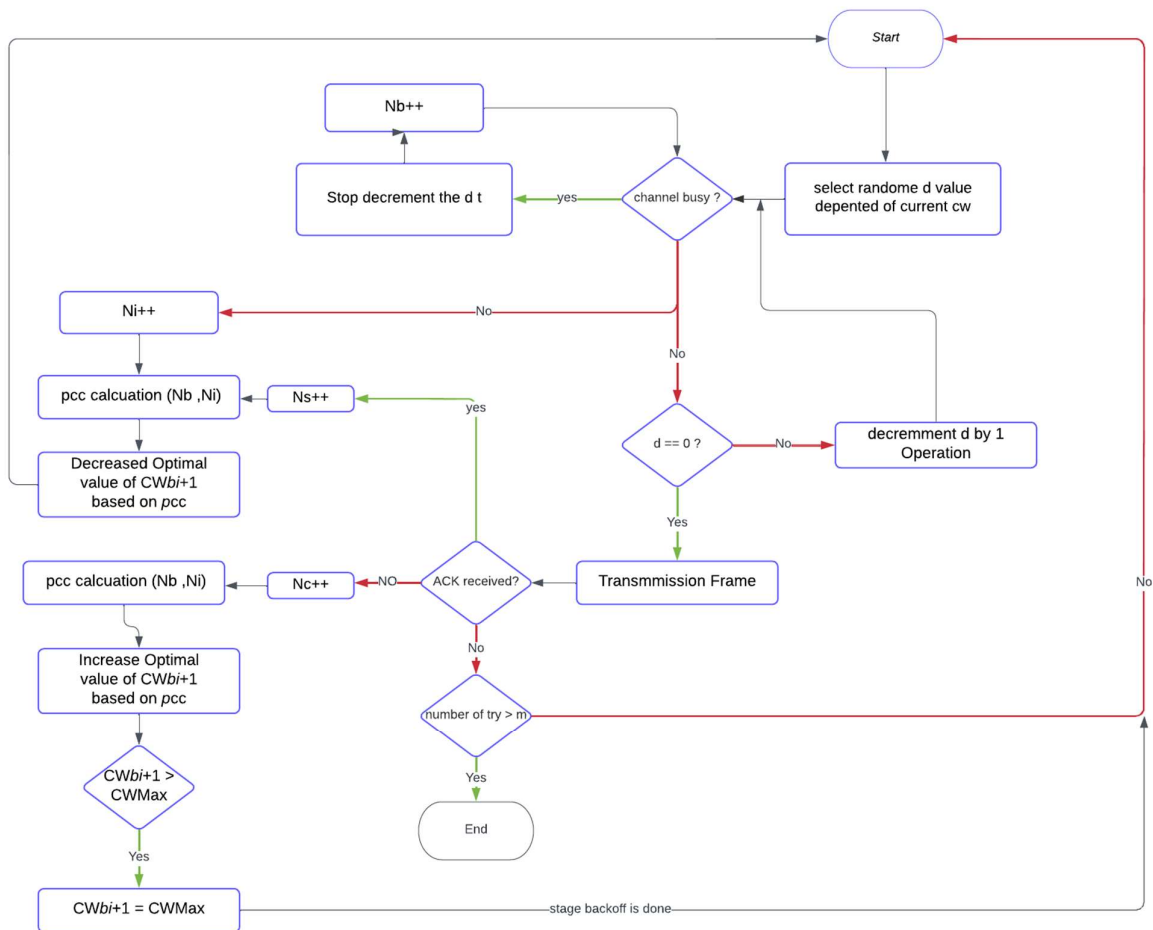 Start
Nb++
Stop decrement the d t
yes
channel busy ?
select randome d value
depented of current cw
Ni++
No
No
pcc calcuation (Nb ,Ni)
Ns++
yes
d == 0 ?
No
decremment d by 1
Operation
Decreased Optimal
value of CWbi+1
based on pcc
Yes
pcc calcuation (Nb ,Ni)
Nc++
NO
ACK received?
Transmmission Frame
No
No
Increase Optimal
value of CWbi+1
based on pcc
number of try > m
CWbi+1 >
CWMax
Yes
End
Yes
CWbi+1 = CWMax
stage backoff is done